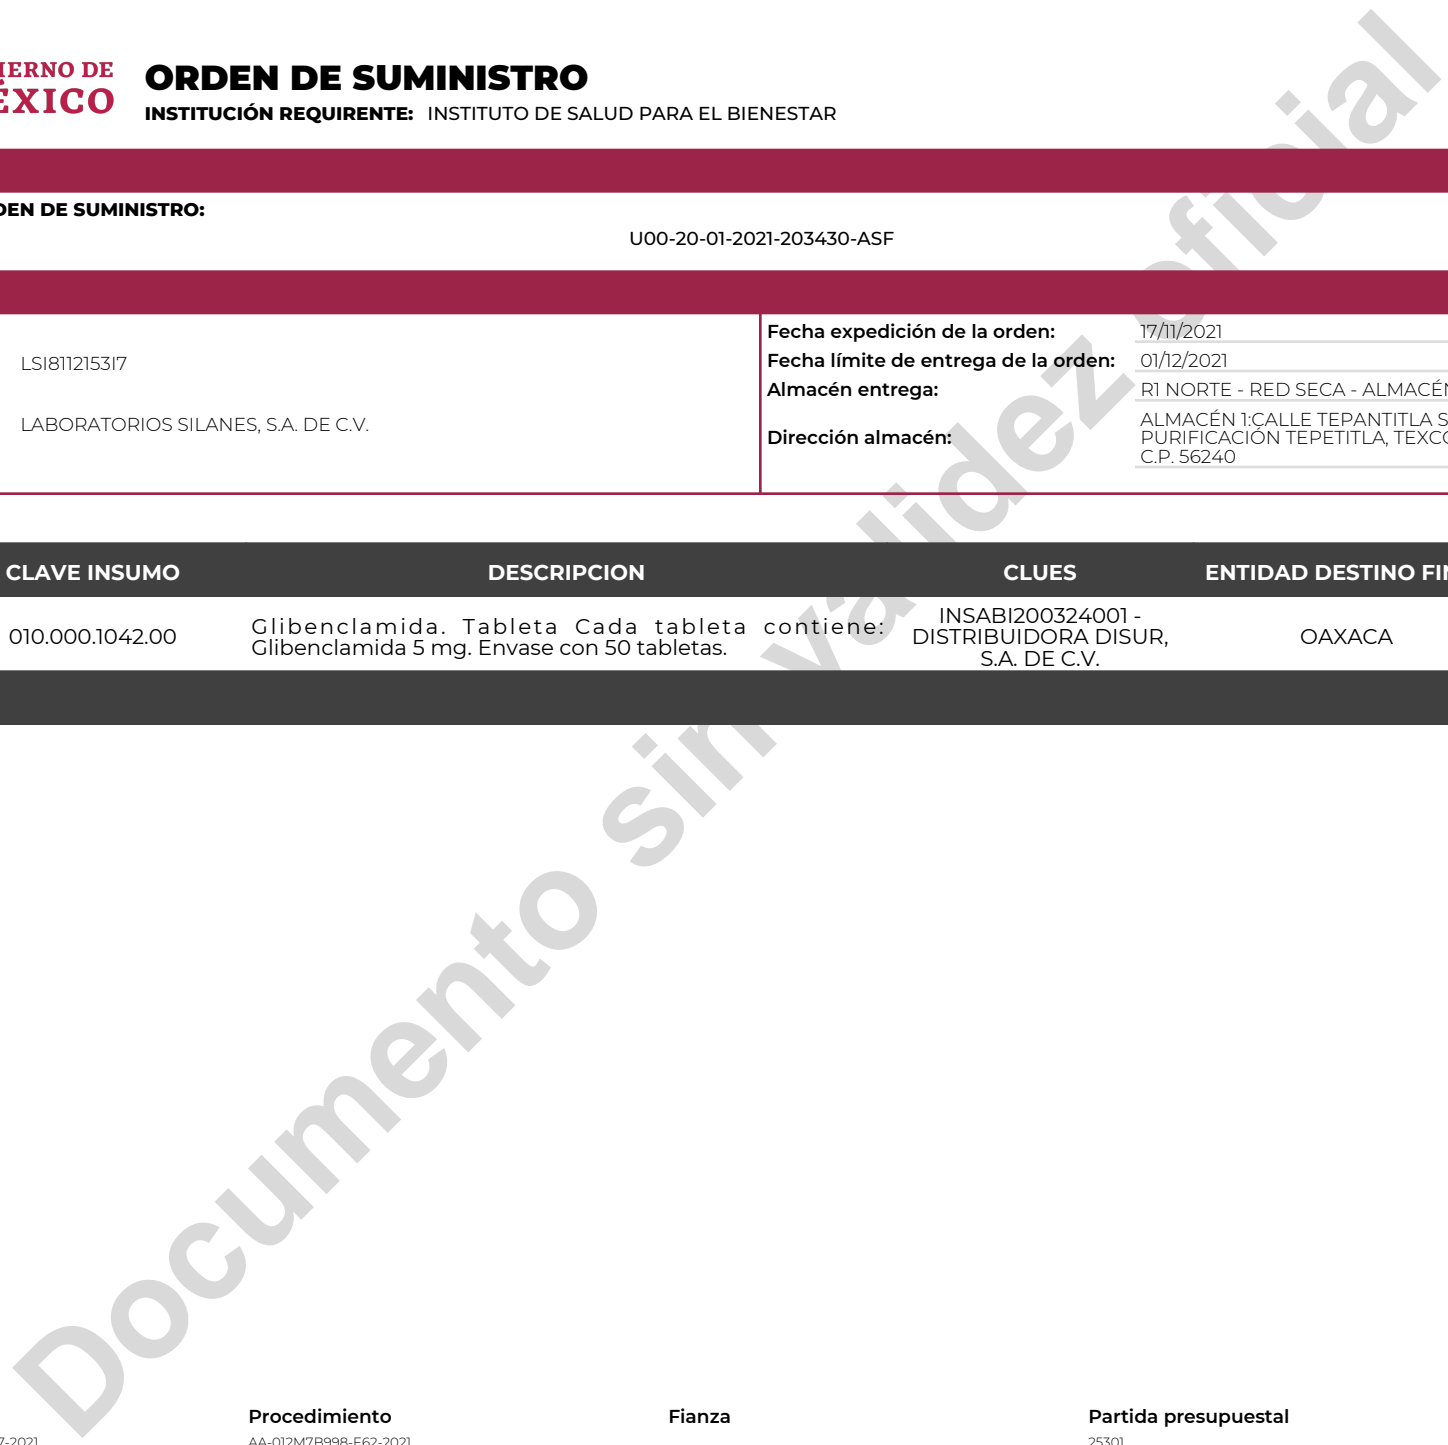 IERNO DE
ÉXICO
ORDEN DE SUMINISTRO
INSTITUCIÓN REQUIRENTE: INSTITUTO DE SALUD PARA EL BIENESTAR
DEN DE SUMINISTRO:
U00-20-01-2021-203430-ASF
LSI8112153I7
LABORATORIOS SILANES, S.A. DE C.V.
Fecha expedición de la orden: 17/11/2021
Fecha límite de entrega de la orden: 01/12/2021
Almacén entrega: R1 NORTE - RED SECA - ALMACÉN
Dirección almacén:
ALMACÉN 1:CALLE TEPANTITLA S
PURIFICACIÓN TEPETITLA, TEXCO
C.P. 56240
CLAVE INSUMO DESCRIPCION CLUES ENTIDAD DESTINO FIN
010.000.1042.00
Glibenclamida. Tableta Cada tableta contiene:
Glibenclamida 5 mg. Envase con 50 tabletas.
INSABI200324001 -
DISTRIBUIDORA DISUR,
S.A. DE C.V.
OAXACA
Documento sin validez oficial
Procedimiento Fianza Partida presupuestal
7-2021 AA-012M7B998-E62-2021 25301